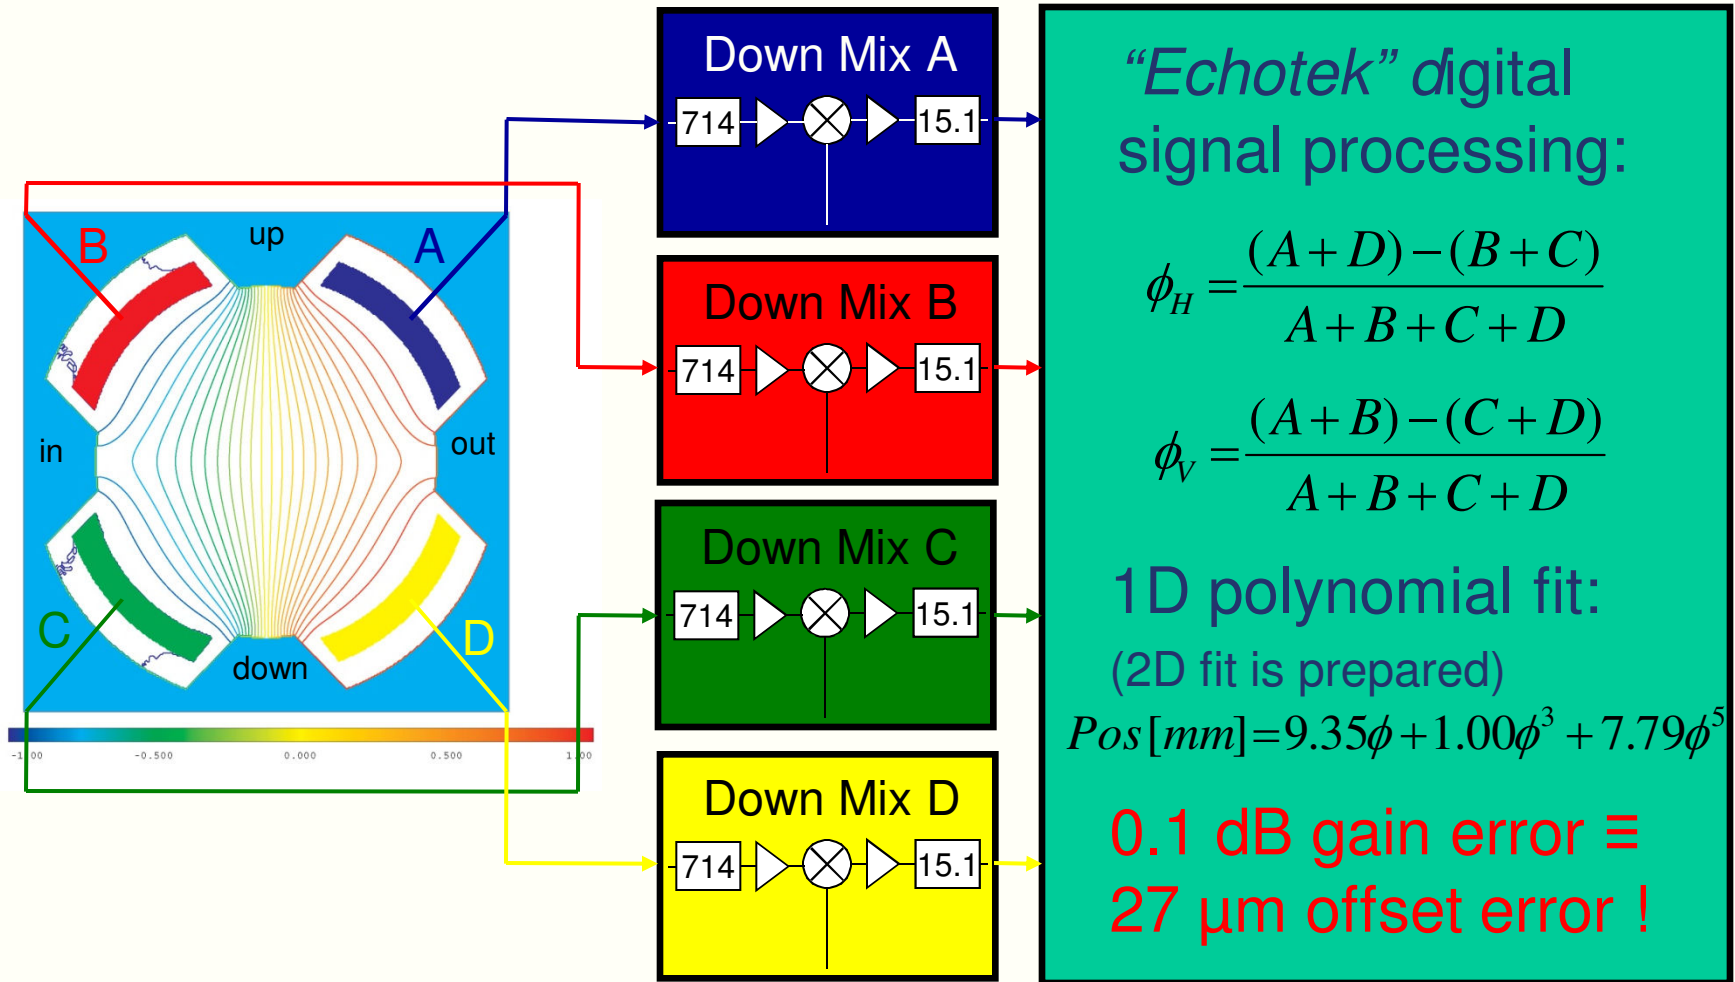 B
up
A
in
out
C
D
down
-1.00 -0.500 0.000 0.500 1.00
Down Mix A
714 15.1
Down Mix B
714 15.1
Down Mix C
714 15.1
Down Mix D
714 15.1
“Echotek” digital
signal processing:
ϕ_H = ((A+D)−(B+C))/(A+B+C+D)
ϕ_V = ((A+B)−(C+D))/(A+B+C+D)
1D polynomial fit:
(2D fit is prepared)
Pos[mm]=9.35ϕ+1.00ϕ³+7.79ϕ⁵
0.1 dB gain error ≡
27 μm offset error !